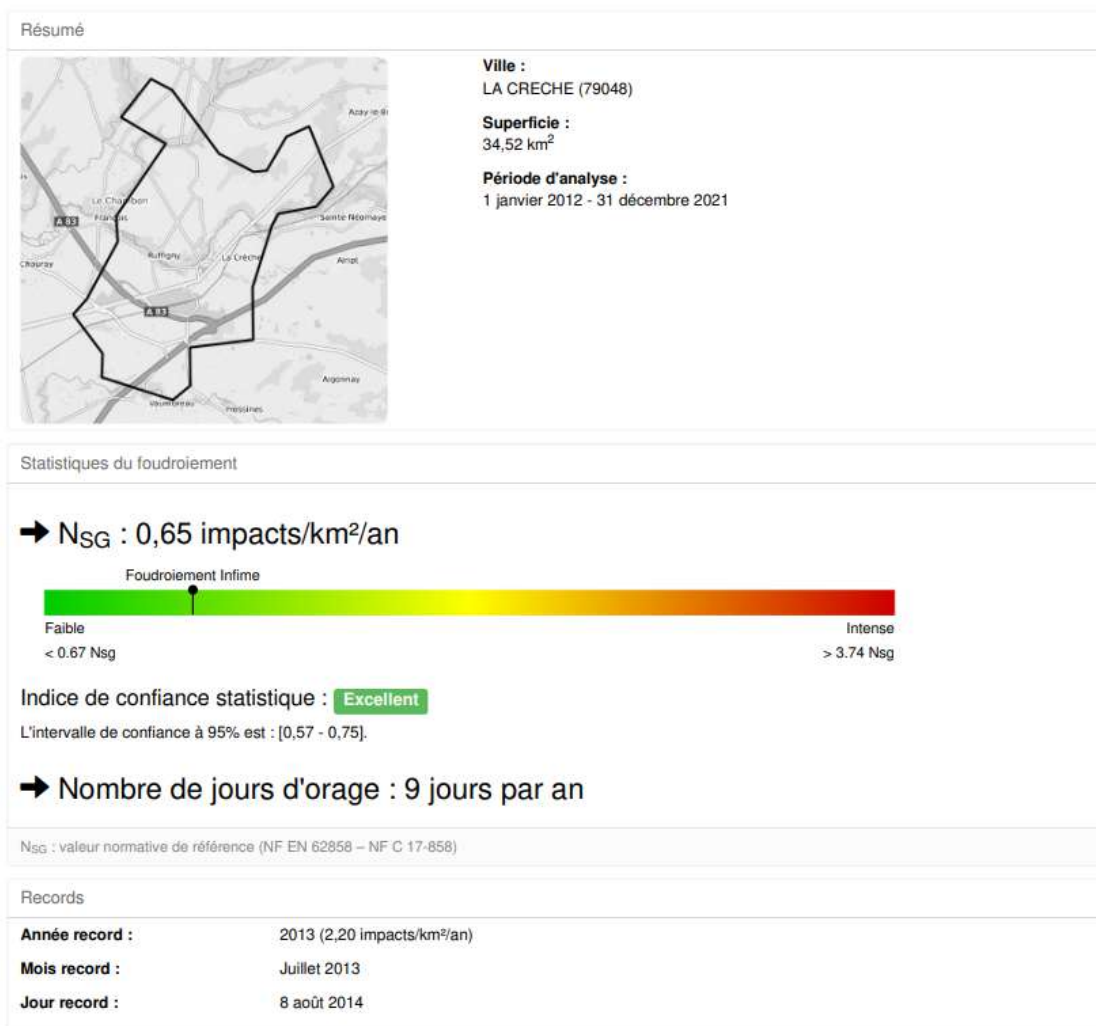 Résumé
Azay-le-B
Le Chambon
A 83
François
Sainte Néomaye
Chauray
Ruffigny
La Crèche
Aript
A 83
Aigonnay
Vaumoreau
Fressines
Ville :
LA CRECHE (79048)
Superficie :
34,52 km²
Période d'analyse :
1 janvier 2012 - 31 décembre 2021
Statistiques du foudroiement
➔ NSG : 0,65 impacts/km²/an
Foudroiement Infime
Faible
Intense
< 0.67 Nsg
> 3.74 Nsg
Indice de confiance statistique : Excellent
L'intervalle de confiance à 95% est : [0,57 - 0,75].
➔ Nombre de jours d'orage : 9 jours par an
NSG : valeur normative de référence (NF EN 62858 – NF C 17-858)
Records
Année record :
2013 (2,20 impacts/km²/an)
Mois record :
Juillet 2013
Jour record :
8 août 2014